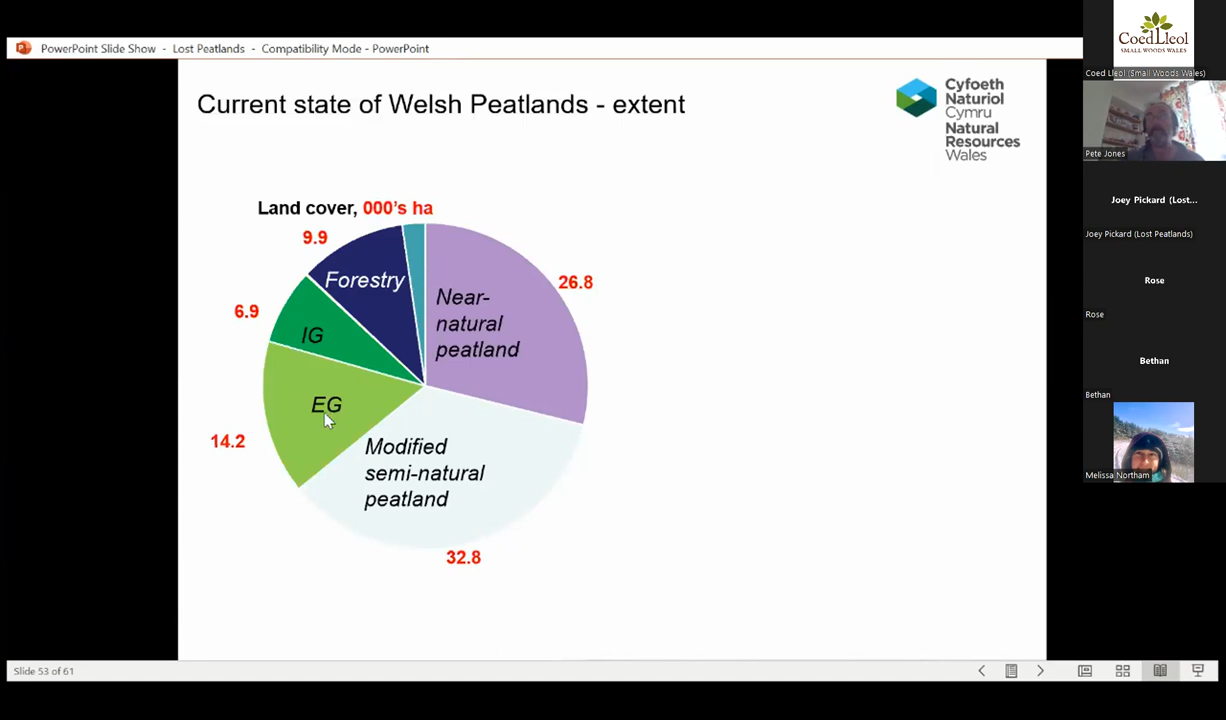 PowerPoint Slide Show - Lost Peatlands - Compatibility Mode - PowerPoint
Current state of Welsh Peatlands - extent
Cyfoeth
Naturiol
Cymru
Natural
Resources
Wales
Land cover, 000's ha
9.9
Forestry
26.8
Near-
natural
peatland
6.9
IG
EG
14.2
Modified
semi-natural
peatland
32.8
Slide 53 of 61
Coed Lleol
SMALL WOODS WALES
Coed Lleol (Small Woods Wales)
Pete Jones
Joey Pickard (Lost...
Joey Pickard (Lost Peatlands)
Rose
Rose
Bethan
Bethan
Melissa Northam